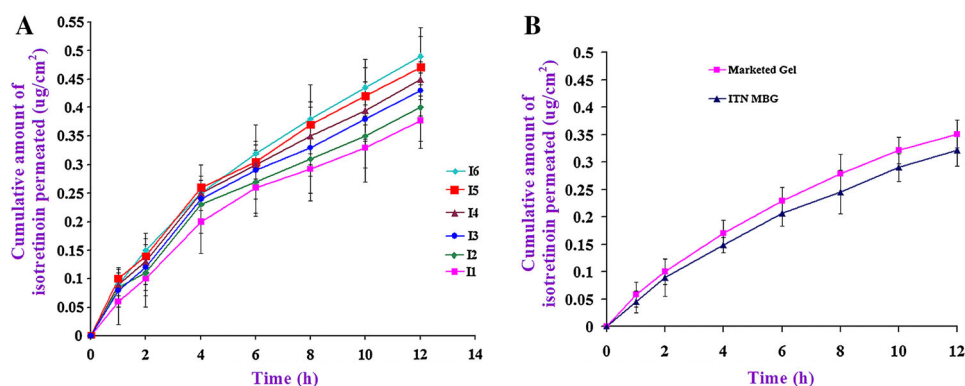 A
Cumulative amount of
isotretinoin permeated (ug/cm²)
0.55
0.5
0.45
0.4
0.35
0.3
0.25
0.2
0.15
0.1
0.05
0
0 2 4 6 8 10 12 14
Time (h)
I6
I5
I4
I3
I2
I1
B
Cumulative amount of
isotretinoin permeated (ug/cm²)
0.5
0.45
0.4
0.35
0.3
0.25
0.2
0.15
0.1
0.05
0
0 2 4 6 8 10 12
Time (h)
Marketed Gel
ITN MBG